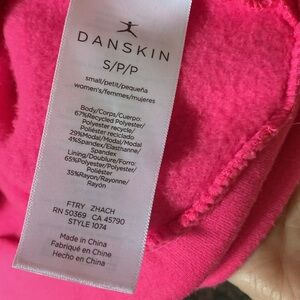 DANSKIN
S/P/P
small/petit/pequeña
women's/femmes/mujeres
Body/Corps/Cuerpo:
67%Recycled Polyester/
Polyester recycle/
Poliéster reciclado
29%Modal/Modal/Modal
4%Spandex/Elasthanne/
Spandex
Lining/Doublure/Forro:
65%Polyester/Polyester/
Poliéster
35%Rayon/Rayonne/
Rayón
FTRY ZHACH
RN 50369 CA 45790
STYLE 1074
Made in China
Fabriqué en Chine
Hecho en China